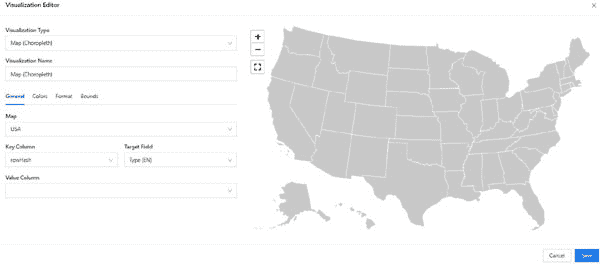 Visualization Editor
Visualization Type
Map (Choropleth)
Visualization Name
Map (Choropleth)
General Colors Format Bounds
Map
USA
Key Column Target Field
rowHash Type (EN)
Value Column
+
−
Cancel Save